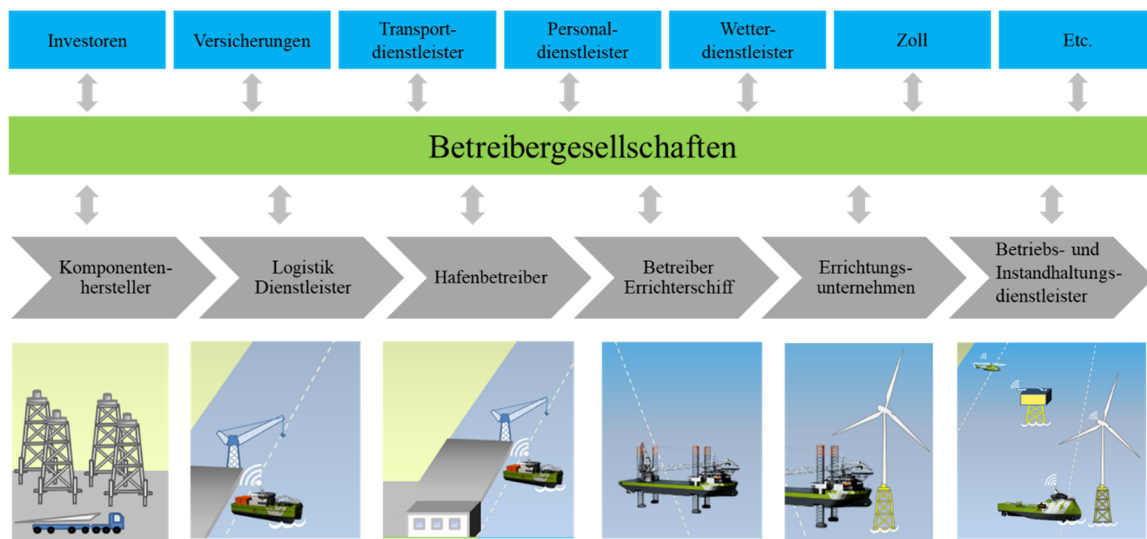 Investoren
Versicherungen
Transport-
dienstleister
Personal-
dienstleister
Wetter-
dienstleister
Zoll
Etc.
Betreibergesellschaften
Komponenten-
hersteller
Logistik
Dienstleister
Hafenbetreiber
Betreiber
Errichterschiff
Errichtungs-
unternehmen
Betriebs- und
Instandhaltungs-
dienstleister